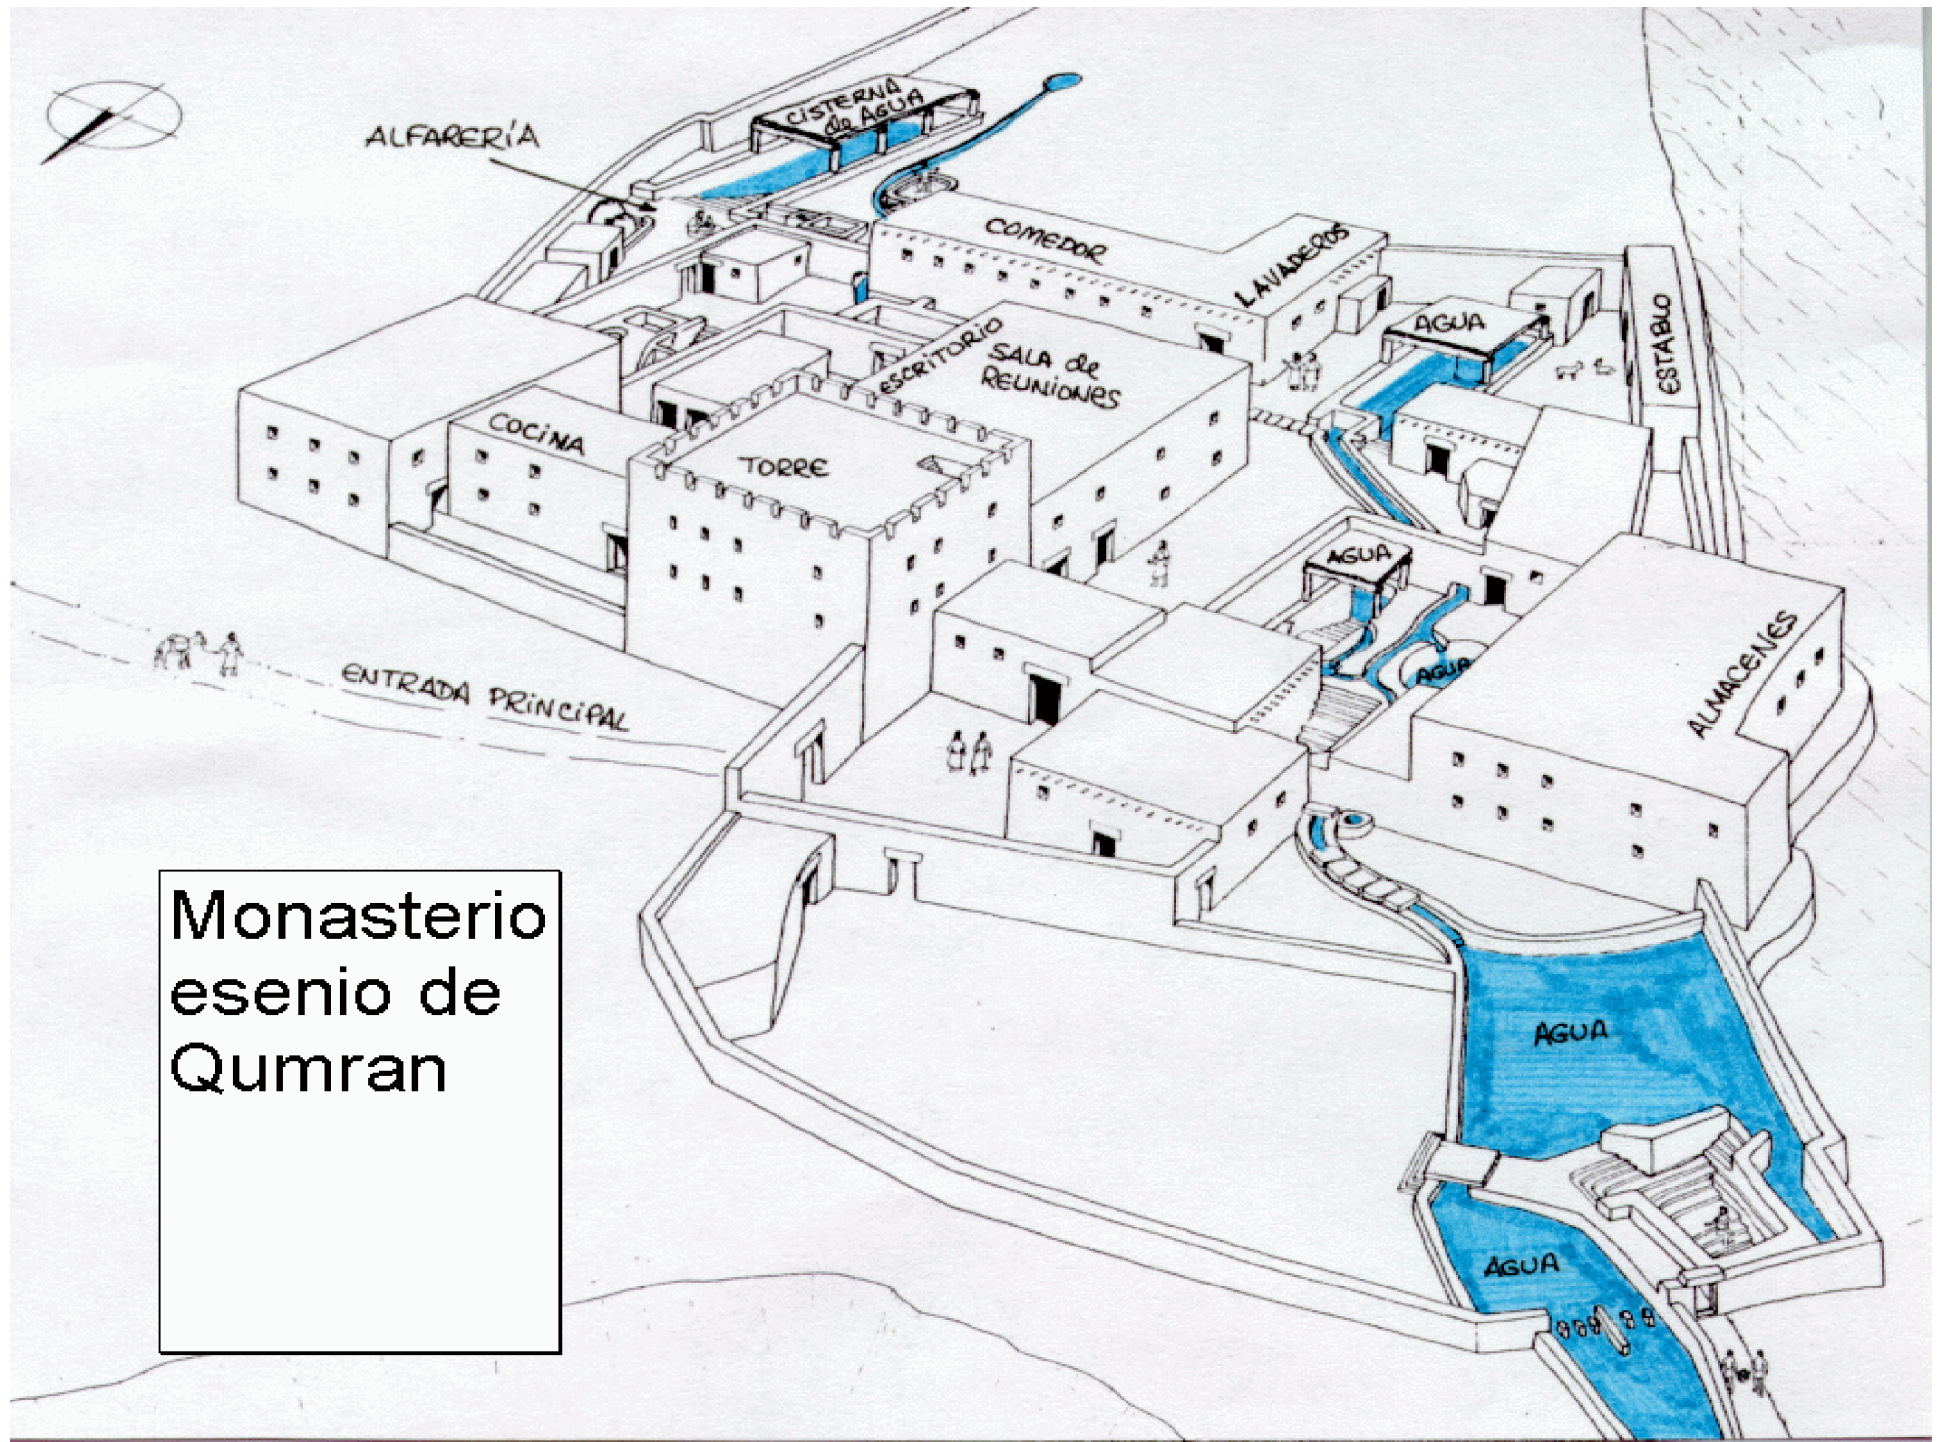 CISTERNA
de AGUA
ALFARERÍA
COMEDOR
LAVADEROS
AGUA
ESTABLO
ESCRITORIO
SALA de
REUNIONES
COCINA
TORRE
AGUA
AGUA
ALMACENES
ENTRADA PRINCIPAL
Monasterio
esenio de
Qumran
AGUA
AGUA